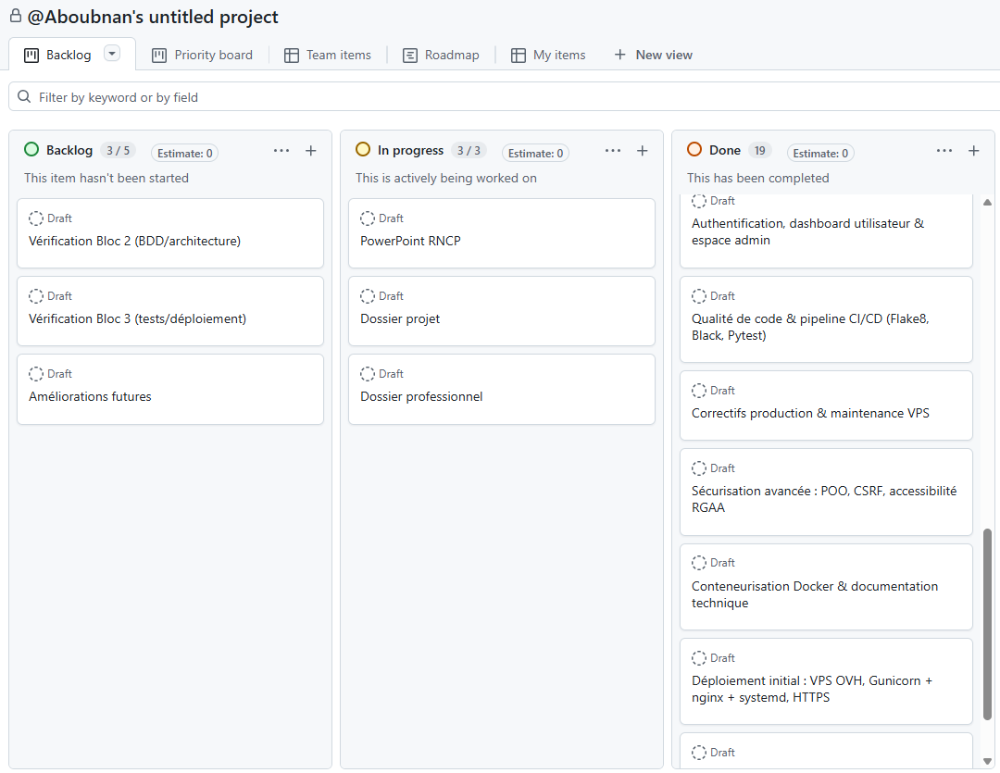 @Aboubnan's untitled project
Backlog
Priority board
Team items
Roadmap
My items
New view
Filter by keyword or by field
Backlog 3 / 5 Estimate: 0
This item hasn't been started
Draft
Vérification Bloc 2 (BDD/architecture)
Draft
Vérification Bloc 3 (tests/déploiement)
Draft
Améliorations futures
In progress 3 / 3 Estimate: 0
This is actively being worked on
Draft
PowerPoint RNCP
Draft
Dossier projet
Draft
Dossier professionnel
Done 19 Estimate: 0
This has been completed
Draft
Authentification, dashboard utilisateur &
espace admin
Draft
Qualité de code & pipeline CI/CD (Flake8,
Black, Pytest)
Draft
Correctifs production & maintenance VPS
Draft
Sécurisation avancée : POO, CSRF, accessibilité
RGAA
Draft
Conteneurisation Docker & documentation
technique
Draft
Déploiement initial : VPS OVH, Gunicorn +
nginx + systemd, HTTPS
Draft